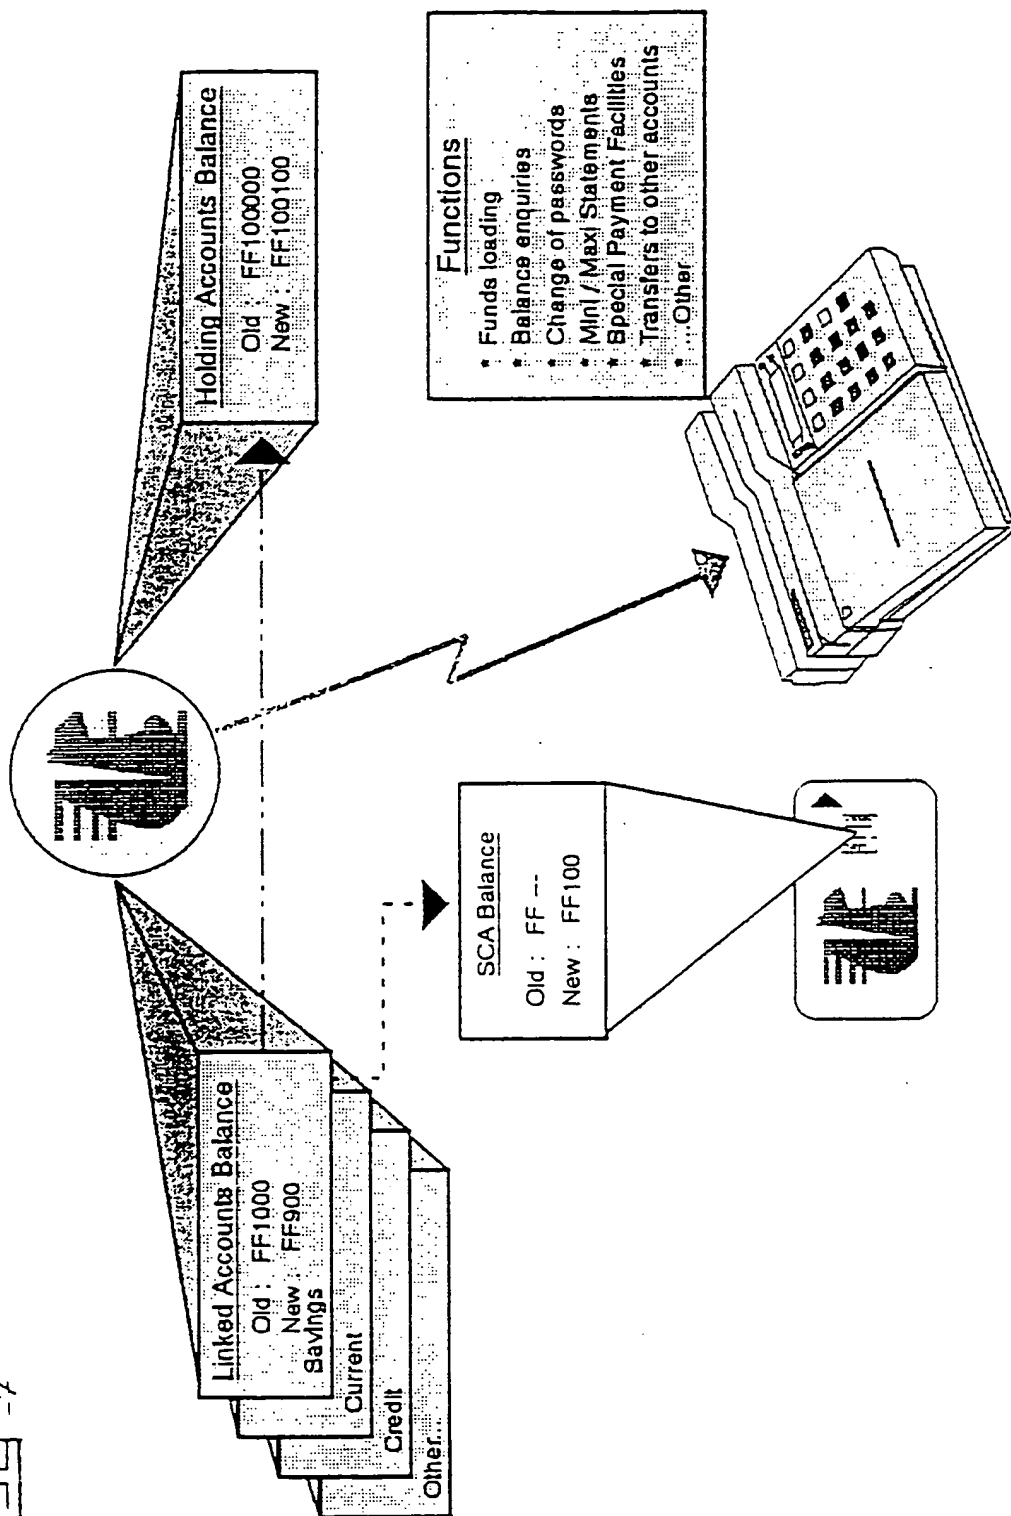 Linked Accounts Balance
Old : FF1000
New : FF900
Savings
Current
Credit
Other...
Holding Accounts Balance
Old : FF100000
New : FF100100
SCA Balance
Old : FF --
New : FF100
Functions
* Funds loading
* Balance enquiries
* Change of passwords
* Mini / Maxi Statements
* Special Payment Facilities
* Transfers to other accounts
* ...Other